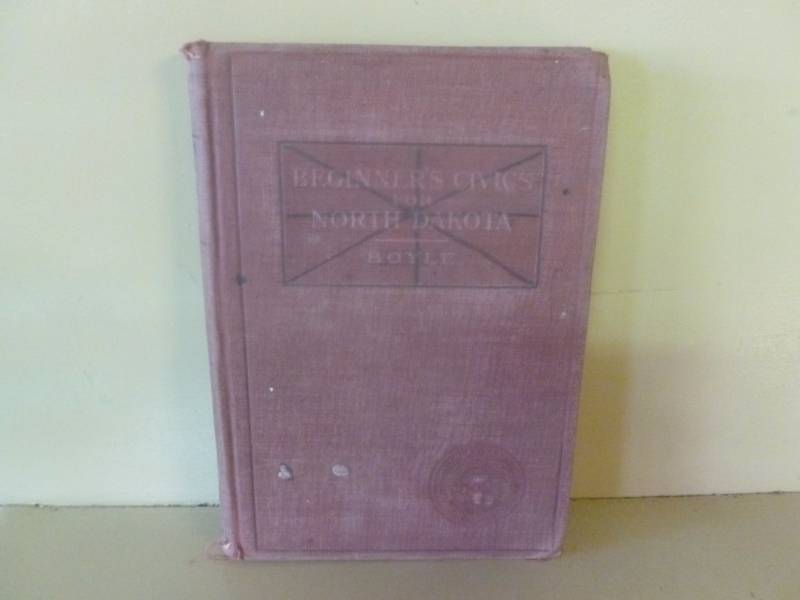 BEGINNER'S CIVICS
FOR
NORTH DAKOTA
BOYLE